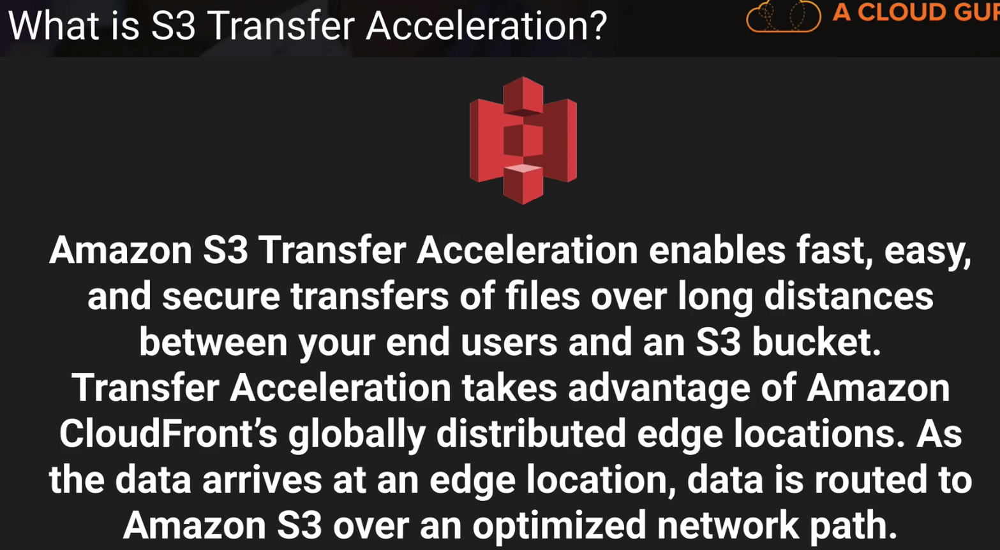 What is S3 Transfer Acceleration?
A CLOUD GUR
Amazon S3 Transfer Acceleration enables fast, easy,
and secure transfers of files over long distances
between your end users and an S3 bucket.
Transfer Acceleration takes advantage of Amazon
CloudFront’s globally distributed edge locations. As
the data arrives at an edge location, data is routed to
Amazon S3 over an optimized network path.